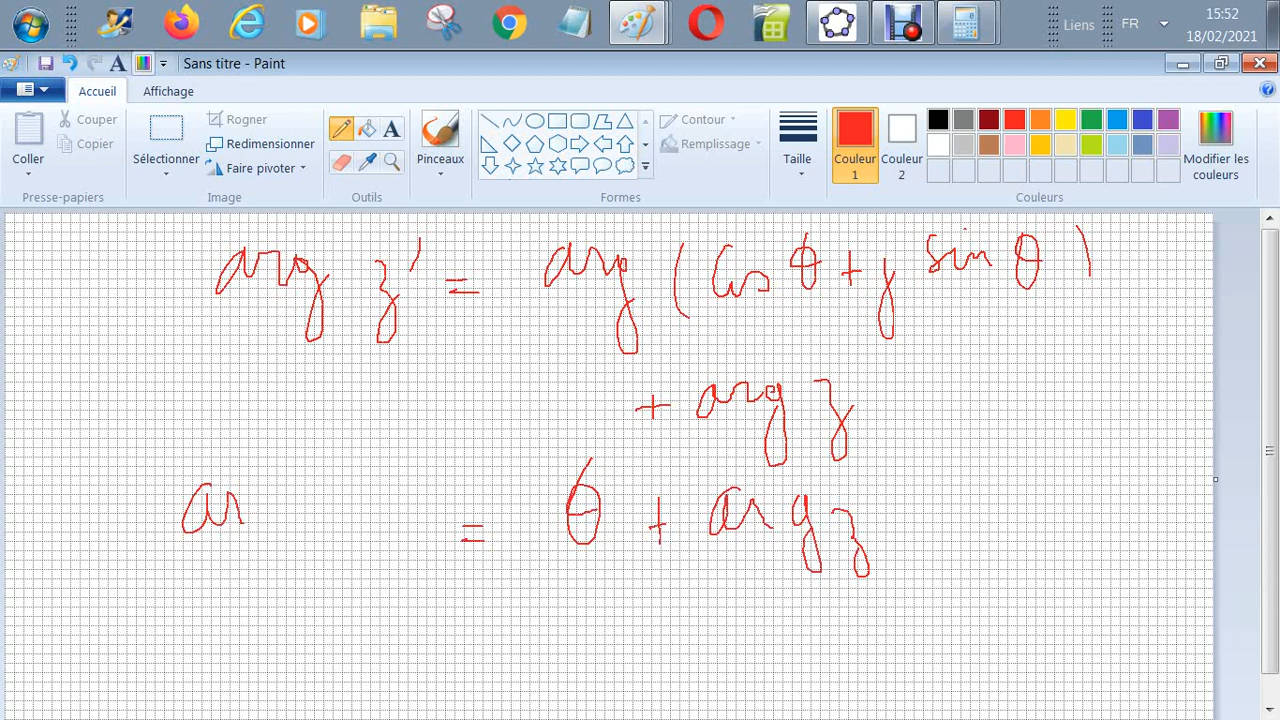 15:52
Liens FR
18/02/2021
Sans titre - Paint
Accueil Affichage
Couper
Copier
Coller
Presse-papiers
Sélectionner
Rogner
Redimensionner
Faire pivoter
Image
A
Outils
Pinceaux
Contour
Remplissage
Formes
Taille
Couleur 1
Couleur 2
Modifier les couleurs
Couleurs
arg z' = arg (cos θ + y sin θ)
+ arg z
ar = θ + arg z